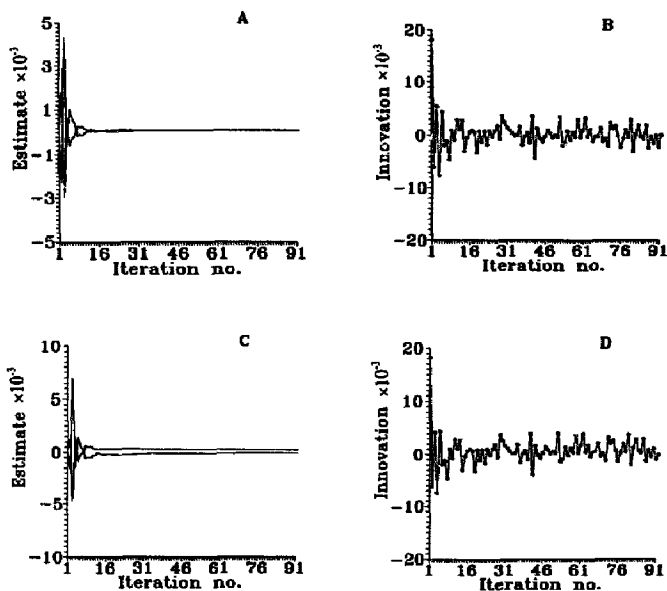 A
Estimate ×10⁻³
5
3
1
−1
−3
−5
1 16 31 46 61 76 91
Iteration no.
B
Innovation ×10⁻³
20
10
0
−10
−20
1 16 31 46 61 76 91
Iteration no.
C
Estimate ×10⁻³
10
5
0
−5
−10
1 16 31 46 61 76 91
Iteration no.
D
Innovation ×10⁻³
20
10
0
−10
−20
1 16 31 46 61 76 91
Iteration no.